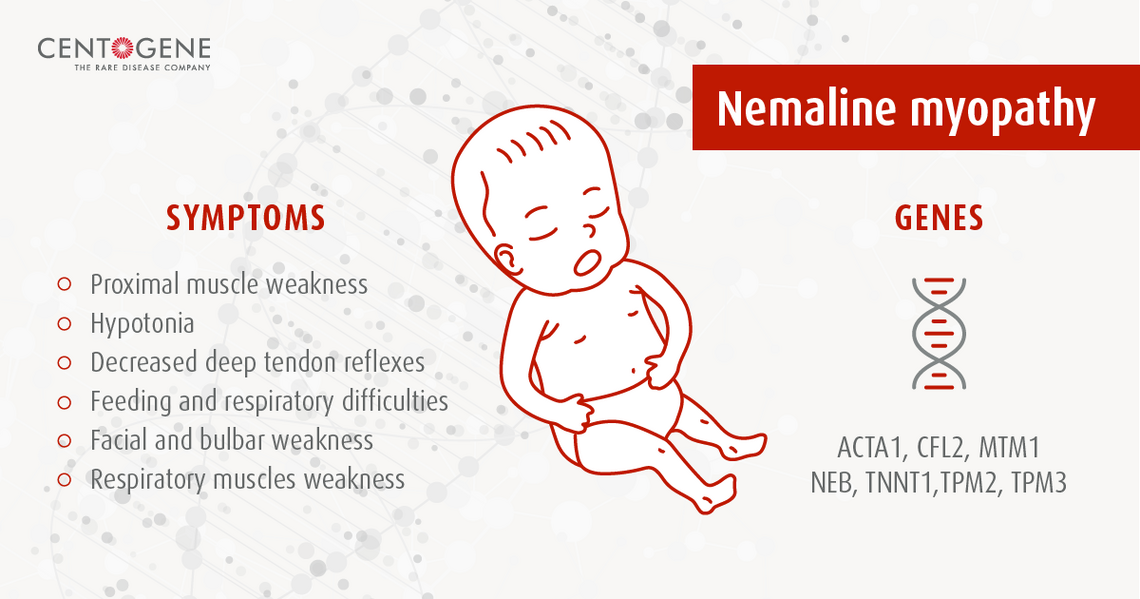 CENTOGENE
THE RARE DISEASE COMPANY
Nemaline myopathy
SYMPTOMS
Proximal muscle weakness
Hypotonia
Decreased deep tendon reflexes
Feeding and respiratory difficulties
Facial and bulbar weakness
Respiratory muscles weakness
GENES
ACTA1, CFL2, MTM1
NEB, TNNT1,TPM2, TPM3